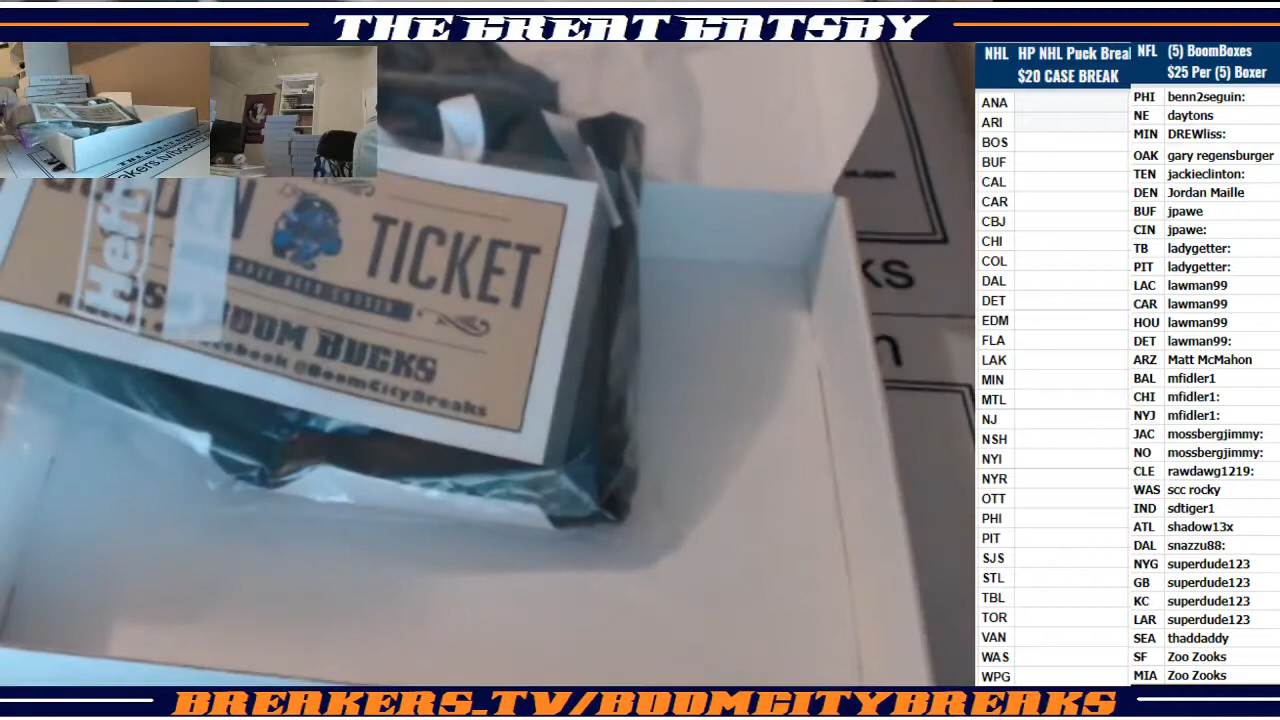 THE GREAT GATSBY
NHL HP NHL Puck Break
$20 CASE BREAK
ANA
ARI
BOS
BUF
CAL
CAR
CBJ
CHI
COL
DAL
DET
EDM
FLA
LAK
MIN
MTL
NJ
NSH
NYI
NYR
OTT
PHI
PIT
SJS
STL
TBL
TOR
VAN
WAS
WPG
NFL (5) BoomBoxes
$25 Per (5) Boxer
PHI benn2seguin:
NE daytons
MIN DREWliss:
OAK gary regensburger
TEN jackieclinton:
DEN Jordan Maille
BUF jpawe
CIN jpawe:
TB ladygetter:
PIT ladygetter:
LAC lawman99
CAR lawman99
HOU lawman99
DET lawman99:
ARZ Matt McMahon
BAL mfidler1
CHI mfidler1:
NYJ mfidler1:
JAC mossbergjimmy:
NO mossbergjimmy:
CLE rawdawg1219:
WAS scc rocky
IND sdtiger1
ATL shadow13x
DAL snazzu88:
NYG superdude123
GB superdude123
KC superdude123
LAR superdude123
SEA thaddaddy
SF Zoo Zooks
MIA Zoo Zooks
Hefty
TICKET
BOOM BUCKS
@BoomCityBreaks
BREAKERS.TV/BOOMCITYBREAKS